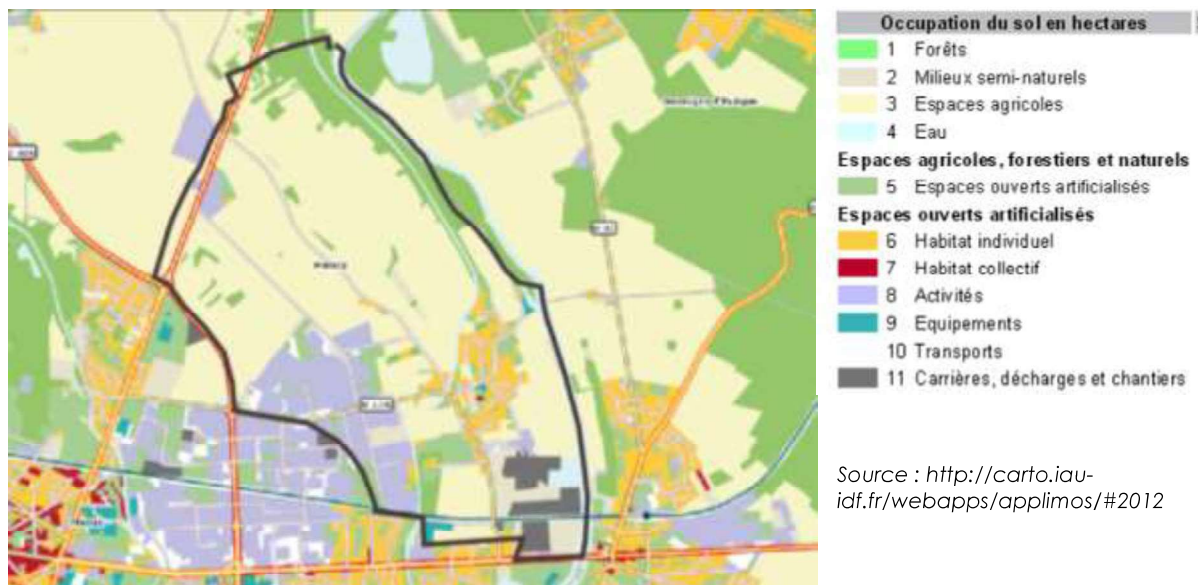 Occupation du sol en hectares
1 Forêts
2 Milieux semi-naturels
3 Espaces agricoles
4 Eau
Espaces agricoles, forestiers et naturels
5 Espaces ouverts artificialisés
Espaces ouverts artificialisés
6 Habitat individuel
7 Habitat collectif
8 Activités
9 Equipements
10 Transports
11 Carrières, décharges et chantiers
Source : http://carto.iau-
idf.fr/webapps/applimos/#2012